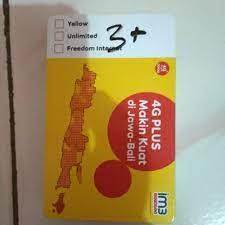 Yellow
Unlimited
Freedom Internet
3+
4G PLUS
Makin Kuat
di Jawa-Bali
im3